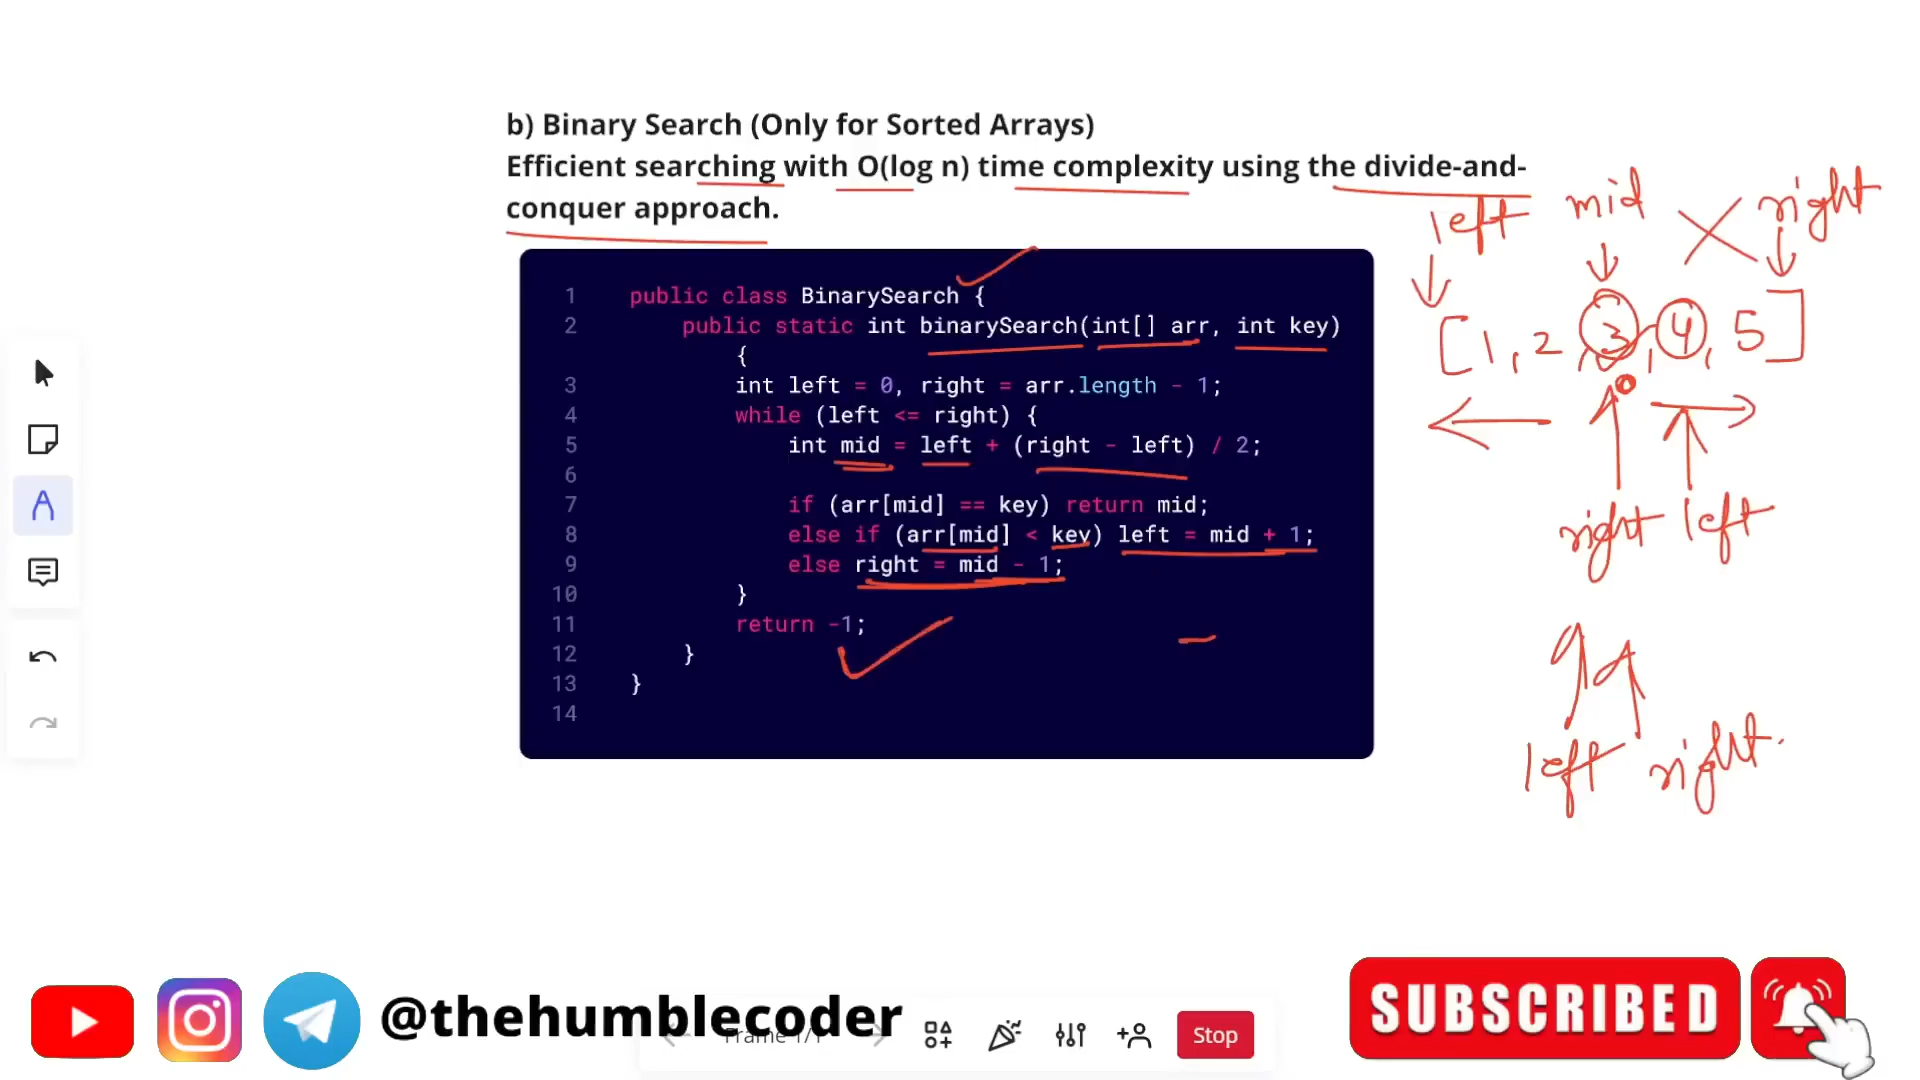 b) Binary Search (Only for Sorted Arrays)
Efficient searching with O(log n) time complexity using the divide-and-
conquer approach.
left mid right
[1, 2, 3, 4, 5]
right left
left right
1 public class BinarySearch {
2 public static int binarySearch(int[] arr, int key)
{
3 int left = 0, right = arr.length - 1;
4 while (left <= right) {
5 int mid = left + (right - left) / 2;
6
7 if (arr[mid] == key) return mid;
8 else if (arr[mid] < key) left = mid + 1;
9 else right = mid - 1;
10 }
11 return -1;
12 }
13 }
14
@thehumblecoder
Frame 1/1
Stop
SUBSCRIBED